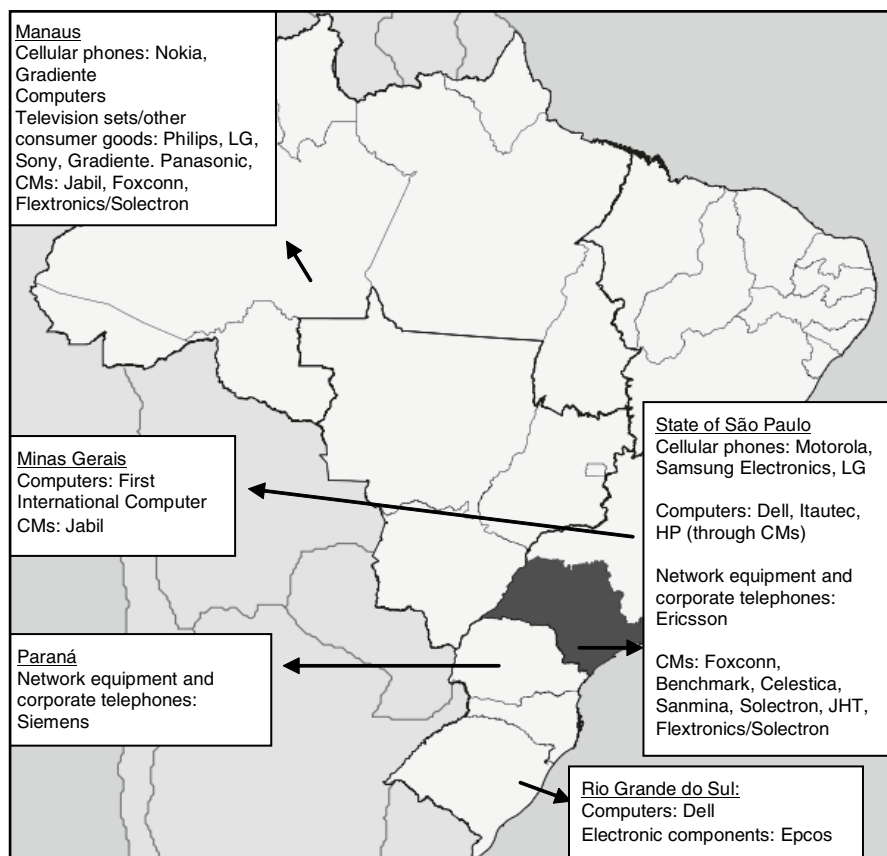 Manaus
Cellular phones: Nokia,
Gradiente
Computers
Television sets/other
consumer goods: Philips, LG,
Sony, Gradiente. Panasonic,
CMs: Jabil, Foxconn,
Flextronics/Solectron
Minas Gerais
Computers: First
International Computer
CMs: Jabil
State of São Paulo
Cellular phones: Motorola,
Samsung Electronics, LG
Computers: Dell, Itautec,
HP (through CMs)
Network equipment and
corporate telephones:
Ericsson
CMs: Foxconn,
Benchmark, Celestica,
Sanmina, Solectron, JHT,
Flextronics/Solectron
Paraná
Network equipment and
corporate telephones:
Siemens
Rio Grande do Sul:
Computers: Dell
Electronic components: Epcos